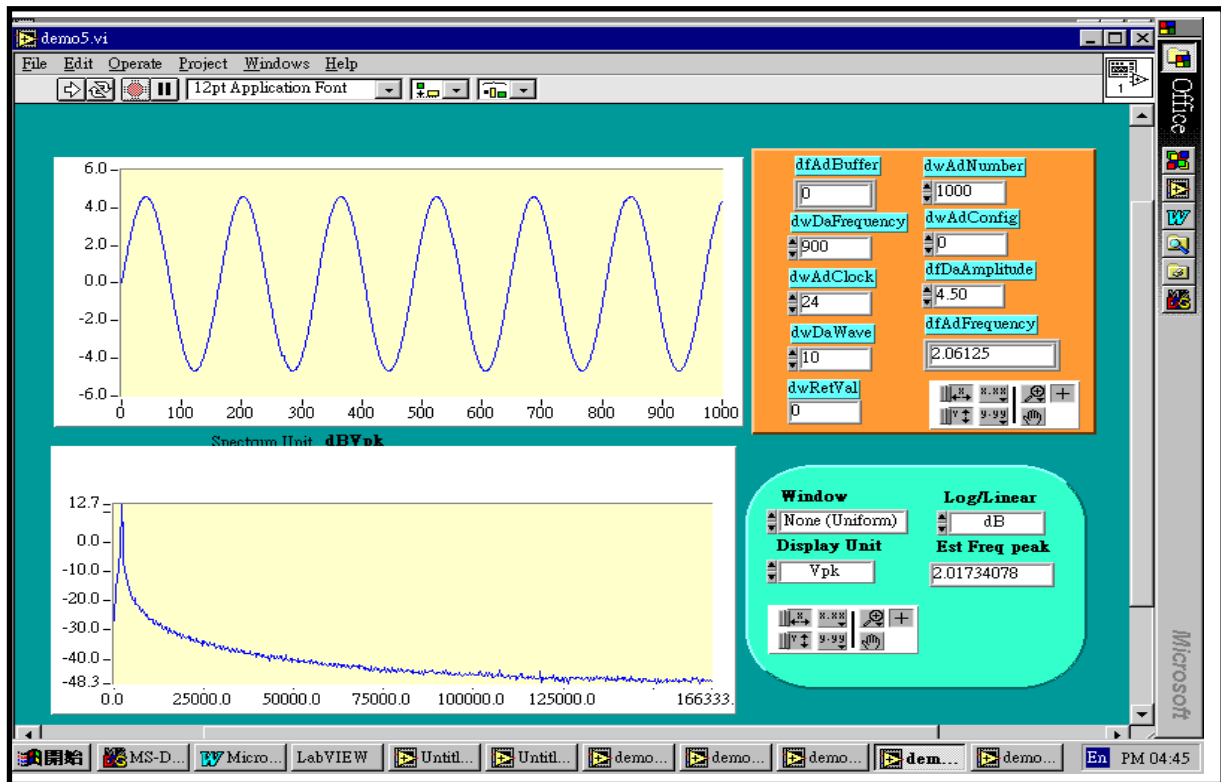 demo5.vi
File Edit Operate Project Windows Help
12pt Application Font
1
Office
6.0
4.0
2.0
0.0
-2.0
-4.0
-6.0
0 100 200 300 400 500 600 700 800 900 1000
dfAdBuffer
0
dwAdNumber
1000
dwDaFrequency
900
dwAdConfig
0
dwAdClock
24
dfDaAmplitude
4.50
dwDaWave
10
dfAdFrequency
2.06125
dwRetVal
0
x.xx
y.yy
Spectrum Unit dBVpk
12.7
0.0
-10.0
-20.0
-30.0
-40.0
-48.3
0.0 25000.0 50000.0 75000.0 100000.0 125000.0 166333.
Window
None (Uniform)
Log/Linear
dB
Display Unit
Vpk
Est Freq peak
2.01734078
x.xx
y.yy
Microsoft
開始 MS-D... Micro... LabVIEW Untitl... Untitl... demo... demo... demo... dem... demo... En PM 04:45